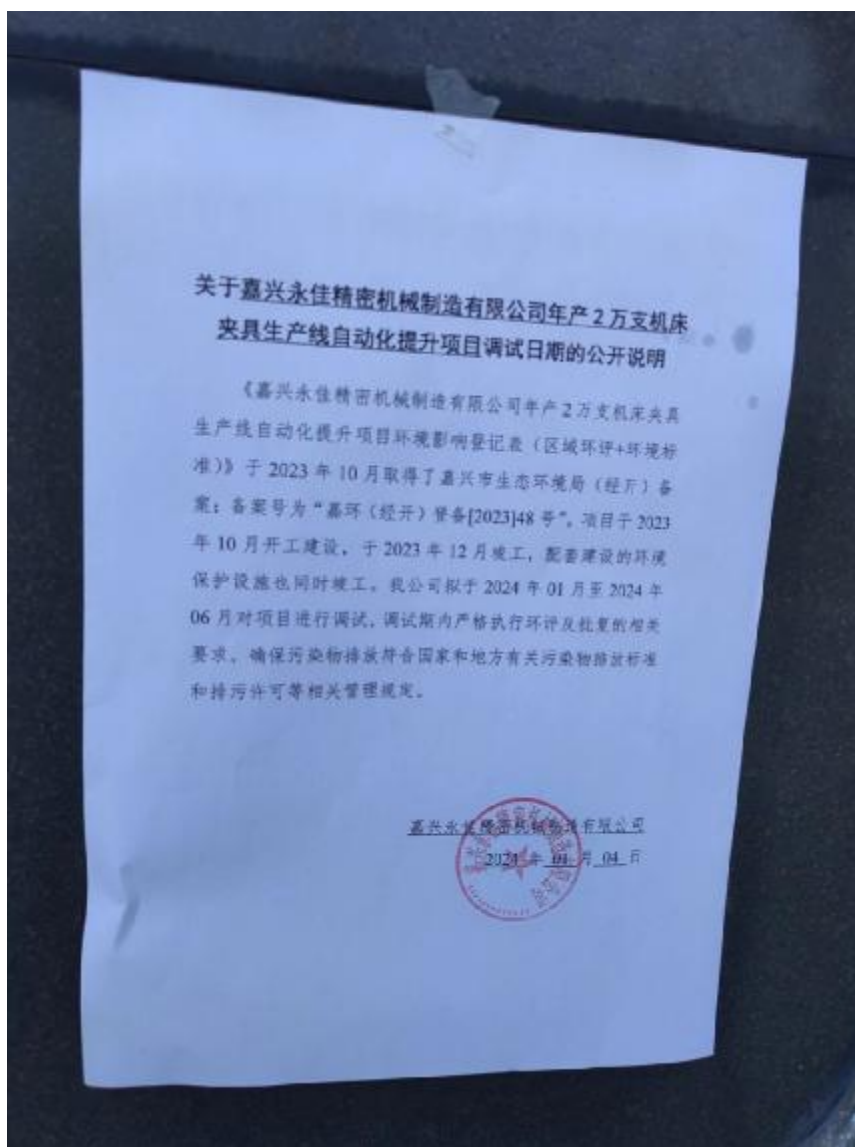 关于嘉兴永佳精密机械制造有限公司年产2万支机床
夹具生产线自动化提升项目调试日期的公开说明
《嘉兴永佳精密机械制造有限公司年产2万支机床夹具
生产线自动化提升项目环境影响登记表（区域环评+环境标
准）》于2023年10月取得了嘉兴市生态环境局（经开）备
案；备案号为“嘉环（经开）登备[2023]48号”。项目于2023
年10月开工建设，于2023年12月竣工，配套建设的环境
保护设施也同时竣工。我公司拟于2024年01月至2024年
06月对项目进行调试，调试期内严格执行环评及批复的相关
要求，确保污染物排放符合国家和地方有关污染物排放标准
和排污许可等相关管理规定。
嘉兴永佳精密机械制造有限公司
2024年01月04日